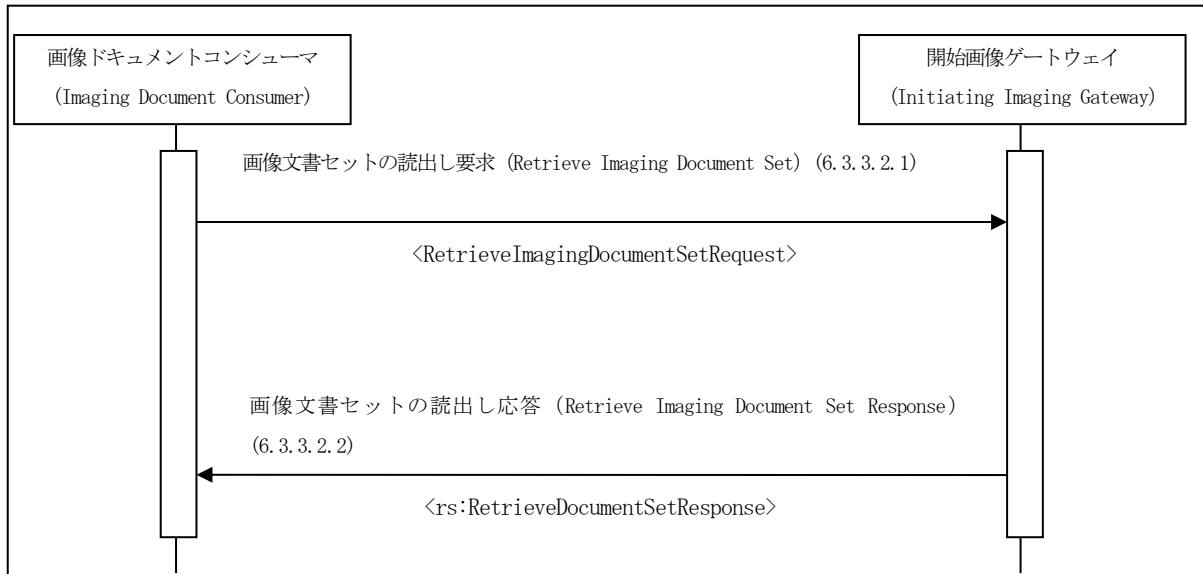 画像ドキュメントコンシューマ
(Imaging Document Consumer)
開始画像ゲートウェイ
(Initiating Imaging Gateway)
画像文書セットの読出し要求 (Retrieve Imaging Document Set) (6.3.3.2.1)
<RetrieveImagingDocumentSetRequest>
画像文書セットの読出し応答 (Retrieve Imaging Document Set Response)
(6.3.3.2.2)
<rs:RetrieveDocumentSetResponse>